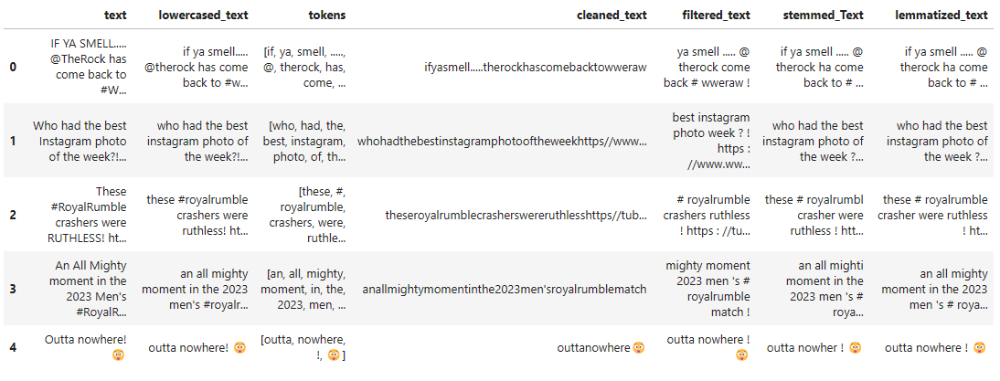 text
lowercased_text
tokens
cleaned_text
filtered_text
stemmed_Text
lemmatized_text
0
IF YA SMELL.....
@TheRock has
come back to
#W...
if ya smell.....
@therock has come
back to #w...
[if, ya, smell, .....,
@, therock, has,
come, ...
ifyasmell.....therockhascomebacktowweraw
ya smell ..... @
therock come
back # wweraw !
if ya smell ..... @
therock ha come
back to # ...
if ya smell ..... @
therock ha come
back to # ...
1
Who had the best
Instagram photo
of the week?!...
who had the best
instagram photo of
the week?!...
[who, had, the,
best, instagram,
photo, of, th...
whohadthebestinstagramphotooftheweekhttps//www...
best instagram
photo week ? !
https :
//www.ww...
who had the best
instagram photo of
the week ?...
who had the best
instagram photo of
the week ?...
2
These
#RoyalRumble
crashers were
RUTHLESS! ht...
these #royalrumble
crashers were
ruthless! ht...
[these, #,
royalrumble,
crashers, were,
ruthle...
theseroyalrumblecrasherswereruthlesshttps//tub...
# royalrumble
crashers ruthless
! https : //tu...
these # royalrumbl
crasher were
ruthless ! htt...
these # royalrumble
crasher were ruthless
! ht...
3
An All Mighty
moment in the
2023 Men's
#RoyalR...
an all mighty
moment in the 2023
men's #royalr...
[an, all, mighty,
moment, in, the,
2023, men, ...
anallmightymomentinthe2023men'sroyalrumblematch
mighty moment
2023 men 's #
royalrumble
match !
an all mighti
moment in the
2023 men 's #
roya...
an all mighty
moment in the 2023
men 's # roya...
4
Outta nowhere!
😳
outta nowhere! 😳
[outta, nowhere,
!, 😳]
outtanowhere😳
outta nowhere !
😳
outta nowher ! 😳
outta nowhere ! 😳